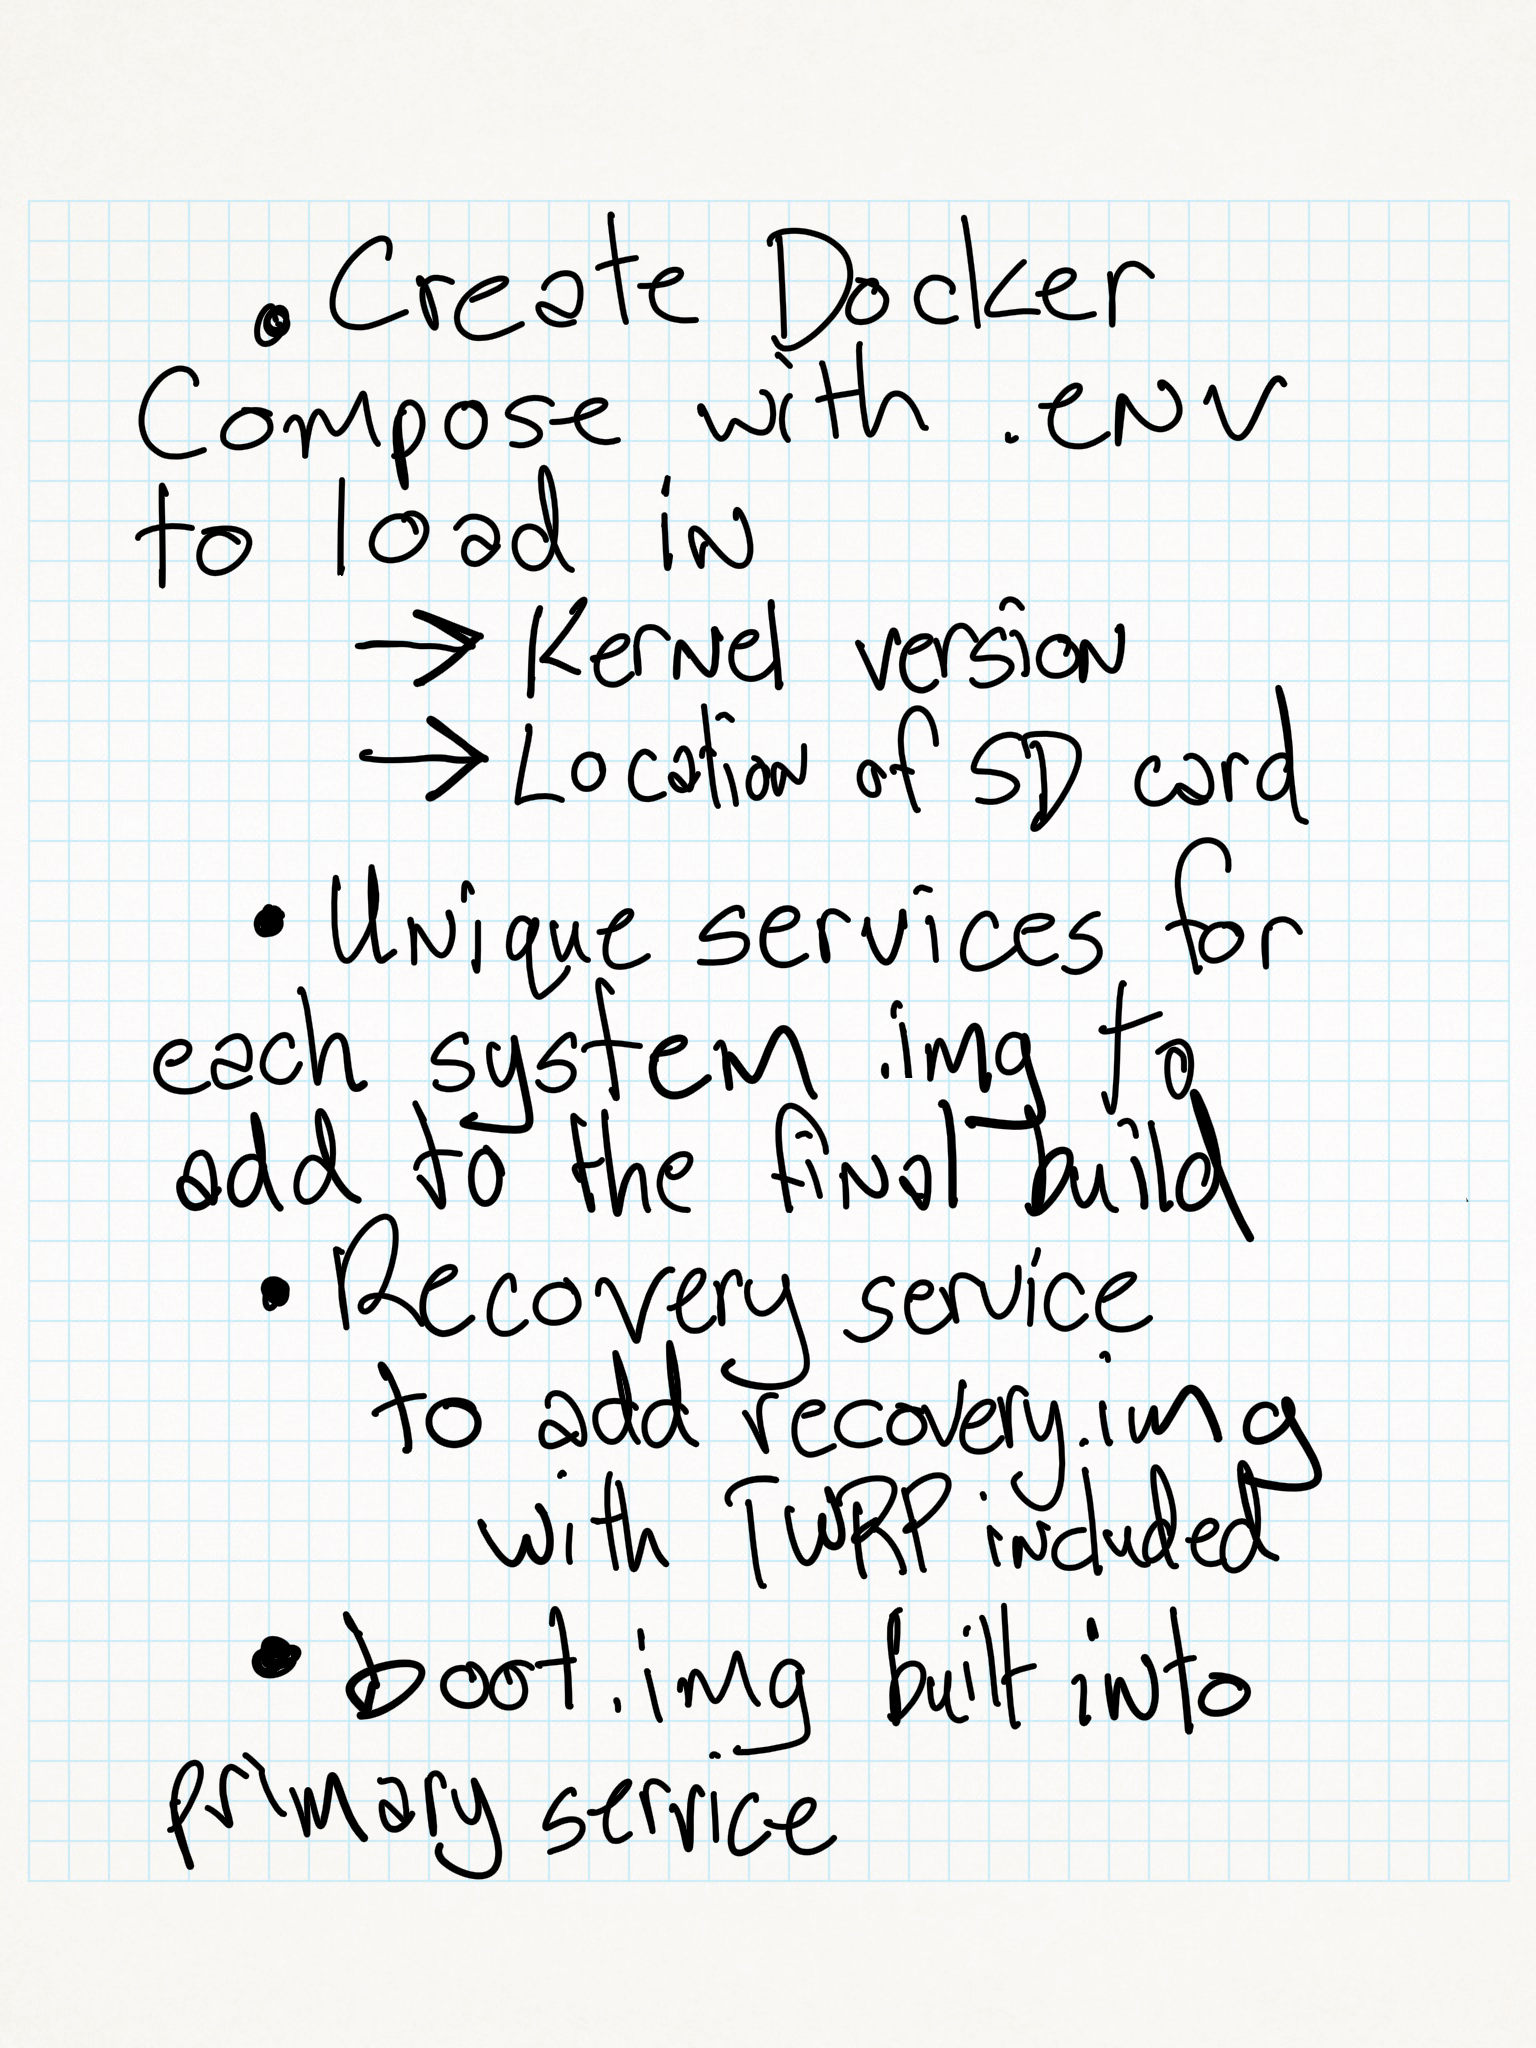 • Create Docker
Compose with .env
to load in
→ Kernel version
→ Location of SD card
• Unique services for
each system .img to
add to the final build
• Recovery service
to add recovery.img
with TWRP included
• boot.img built into
primary service